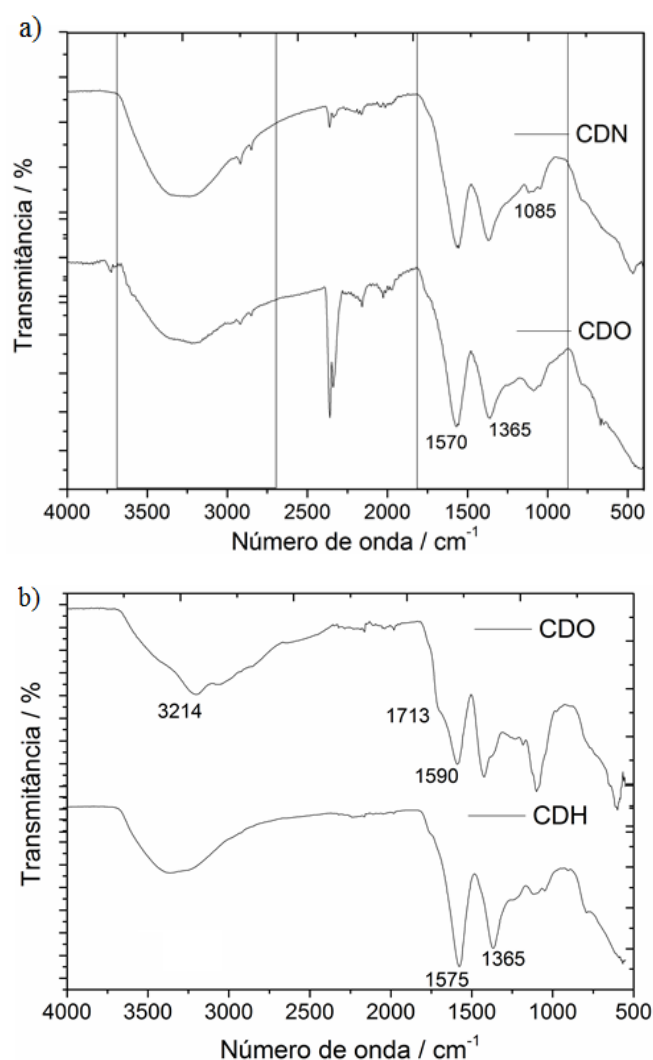 a)
CDN
1085
CDO
1570
1365
Transmitância / %
4000 3500 3000 2500 2000 1500 1000 500
Número de onda / cm⁻¹
b)
CDO
3214
1713
1590
CDH
1575
1365
Transmitância / %
4000 3500 3000 2500 2000 1500 1000 500
Número de onda / cm⁻¹